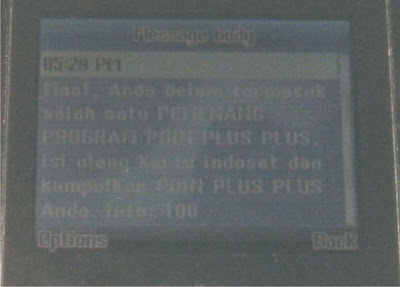 Message body
05:29 PM
Maaf, Anda belum termasuk
salah satu PEMENANG
PROGRAM POIN PLUS PLUS.
Isi ulang kartu indosat dan
kumpulkan POIN PLUS PLUS
Anda. info: 100
Options
Back